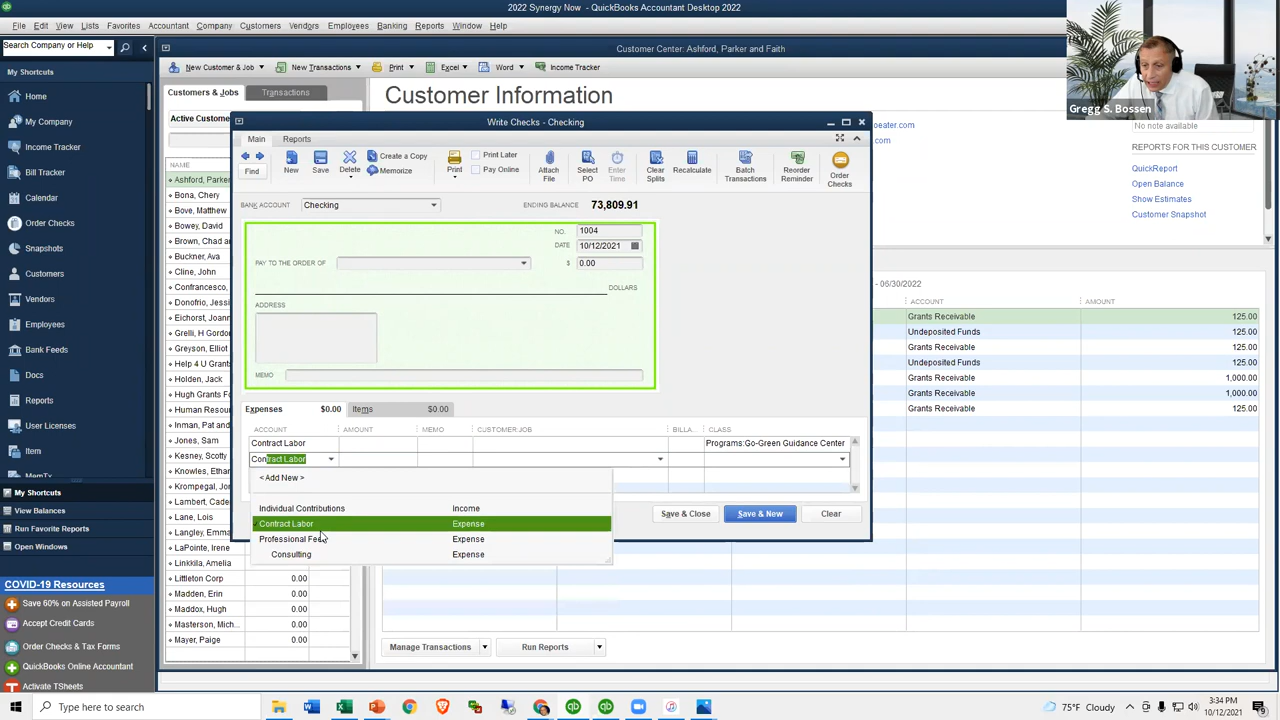 2022 Synergy Now - QuickBooks Accountant Desktop 2022
File Edit View Lists Favorites Accountant Company Customers Vendors Employees Banking Reports Window Help
Search Company or Help
My Shortcuts
Home
My Company
Income Tracker
Bill Tracker
Calendar
Order Checks
Snapshots
Customers
Vendors
Employees
Bank Feeds
Docs
Reports
User Licenses
Item
MemTx
My Shortcuts
View Balances
Run Favorite Reports
Open Windows
COVID-19 Resources
Save 60% on Assisted Payroll
Accept Credit Cards
Order Checks & Tax Forms
QuickBooks Online Accountant
Activate TSheets
Customer Center: Ashford, Parker and Faith
New Customer & Job New Transactions Print Excel Word Income Tracker
Customers & Jobs Transactions
Active Customer
NAME
Ashford, Parker
Bona, Chery
Bove, Matthew
Bowey, David
Brown, Chad an
Buckner, Ava
Cline, John
Confrancesco,
Donofrio, Jessi
Eichorst, Joann
Grelli, H Gordon
Greyson, Elliot
Help 4 U Grants
Holden, Jack
Hugh Grants F
Human Resour
Inman, Pat and
Jones, Sam
Kesney, Scotty
Knowles, Ethan
Krompegal, Ha
Lambert, Cather
Lane, Lois
Langley, Emma
LaPointe, Irene
Linkkila, Marcus
Littleton Corp 0.00
Madden, Erin 0.00
Maddox, Hugh 0.00
Masterson, Mich... 0.00
Mayer, Paige 0.00
Customer Information
oeater.com
.com
No note available
REPORTS FOR THIS CUSTOMER
QuickReport
Open Balance
Show Estimates
Customer Snapshot
- 06/30/2022
ACCOUNT AMOUNT
Grants Receivable 125.00
Undeposited Funds 125.00
Grants Receivable 125.00
Undeposited Funds 125.00
Grants Receivable 1,000.00
Grants Receivable 1,000.00
Grants Receivable 125.00
Manage Transactions Run Reports
Write Checks - Checking
Main Reports
Find New Save Delete Create a Copy Memorize Print Print Later Pay Online Attach File Select PO Enter Time Clear Splits Recalculate Batch Transactions Reorder Reminder Order Checks
BANK ACCOUNT Checking ENDING BALANCE 73,809.91
NO. 1004
DATE 10/12/2021
PAY TO THE ORDER OF $ 0.00
DOLLARS
ADDRESS
MEMO
Expenses $0.00 Items $0.00
ACCOUNT AMOUNT MEMO CUSTOMER:JOB BILLA... CLASS
Contract Labor Programs:Go-Green Guidance Center
Contract Labor
< Add New >
Individual Contributions Income
Contract Labor Expense
Professional Fees Expense
Consulting Expense
Save & Close Save & New Clear
Gregg S. Bossen
Type here to search
75°F Cloudy
3:34 PM
10/12/2021